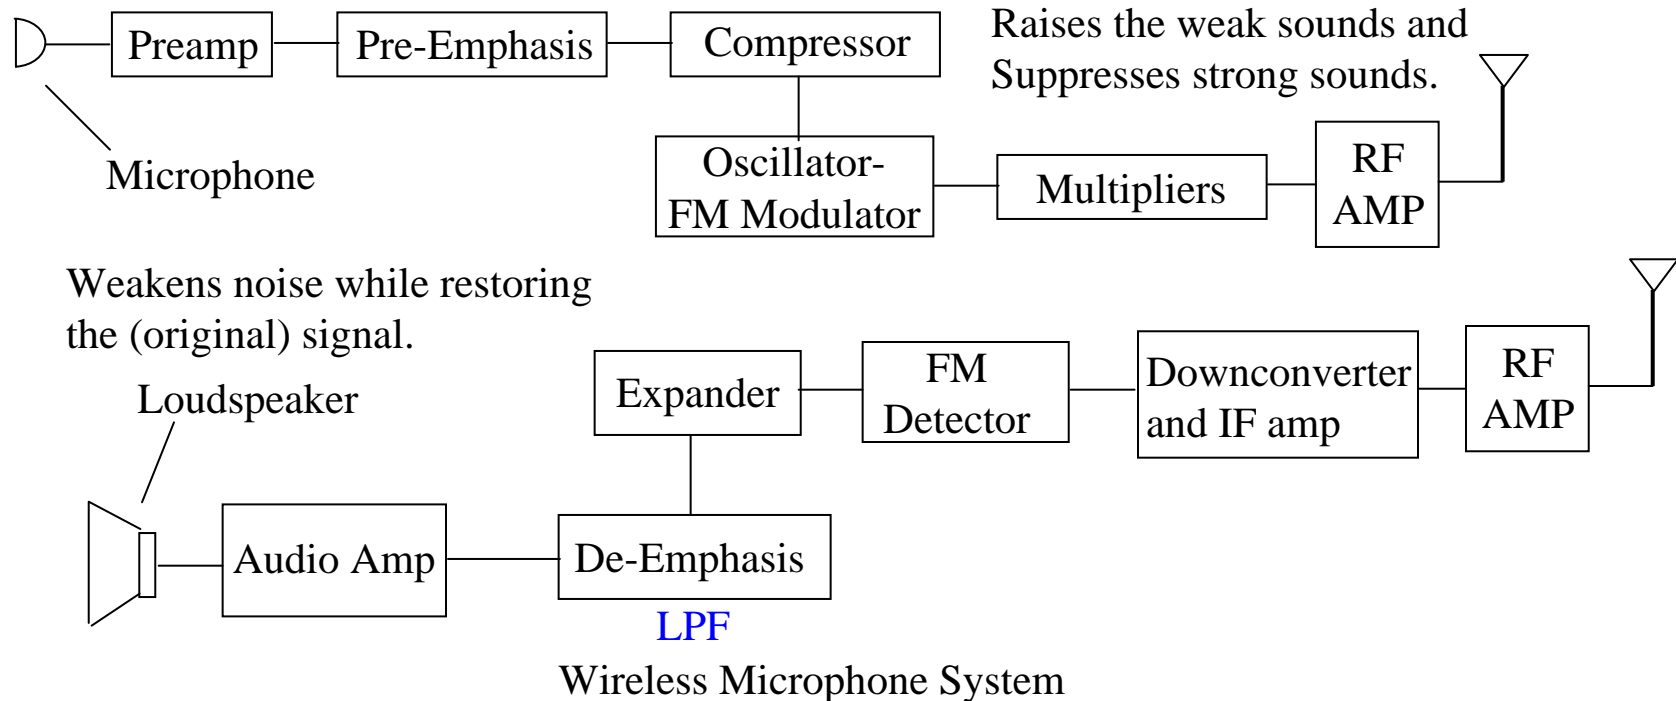 Preamp
Pre-Emphasis
Compressor
Raises the weak sounds and
Suppresses strong sounds.
Microphone
Oscillator-
FM Modulator
Multipliers
RF
AMP
Weakens noise while restoring
the (original) signal.
Loudspeaker
Expander
FM
Detector
Downconverter
and IF amp
RF
AMP
Audio Amp
De-Emphasis
LPF
Wireless Microphone System